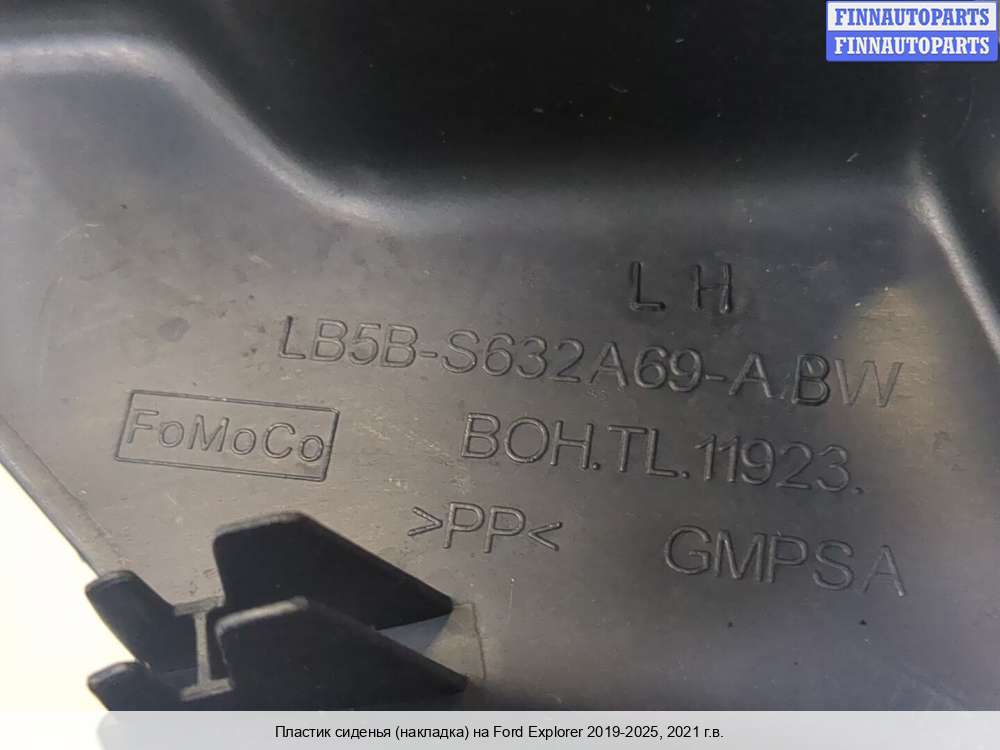 FINNAUTOPARTS
FINNAUTOPARTS
LH
LB5B-S632A69-A.BW
FoMoCo
BOH.TL.11923.
>PP<
GMPSA
Пластик сиденья (накладка) на Ford Explorer 2019-2025, 2021 г.в.